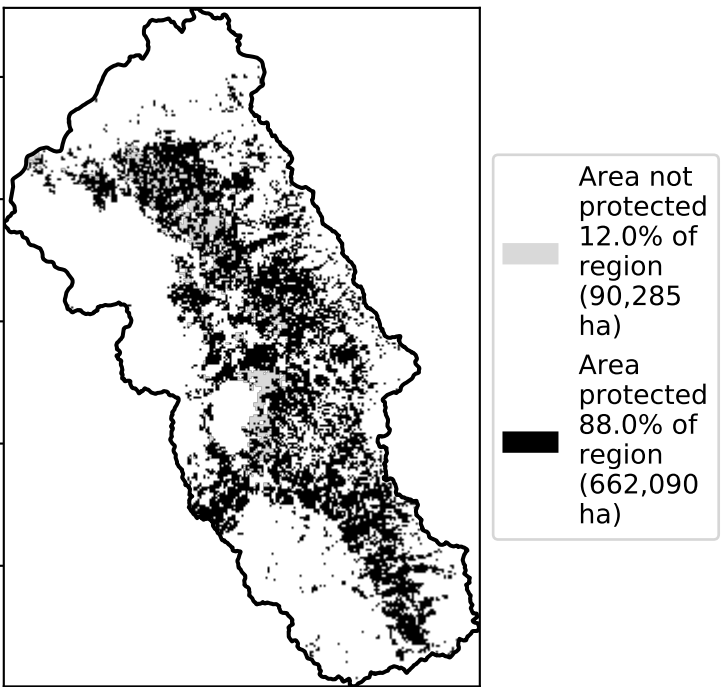 Area not
protected
12.0% of
region
(90,285
ha)
Area
protected
88.0% of
region
(662,090
ha)